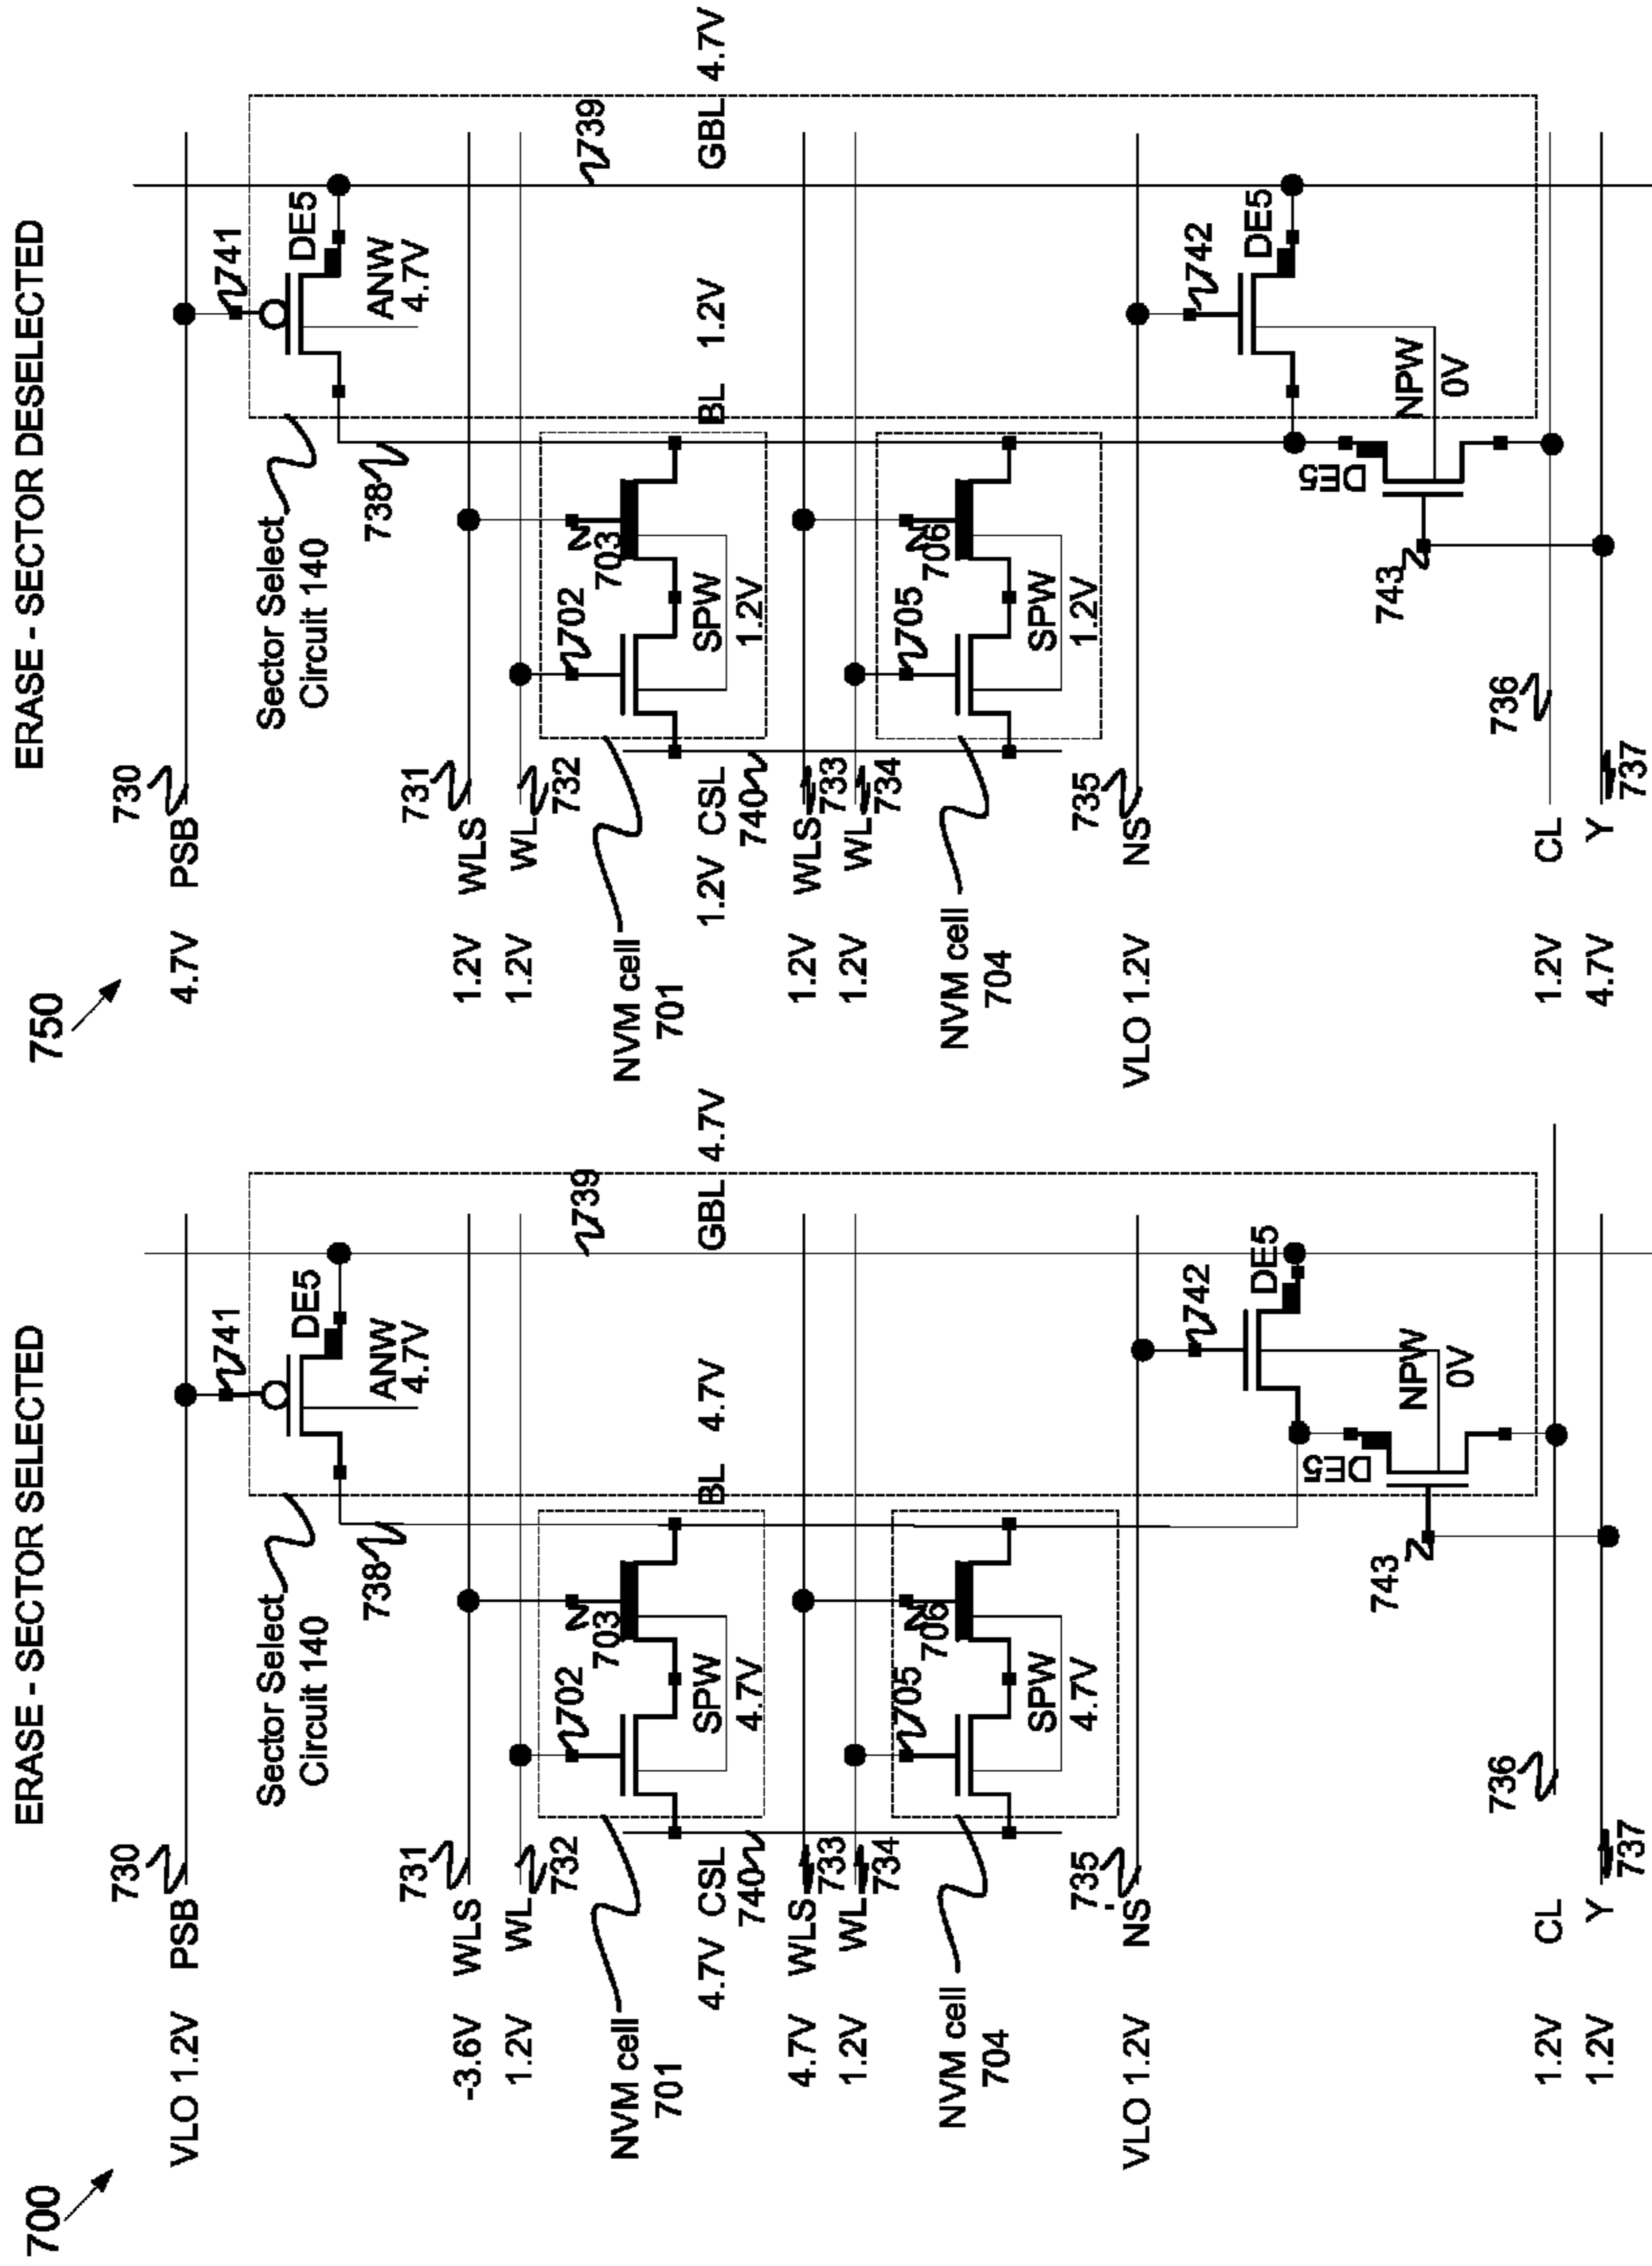 700
ERASE - SECTOR SELECTED
VLO 1.2V PSB
730
741
DE5
ANW
4.7V
Sector Select
Circuit 140
738
739
-3.6V WLS
731
1.2V WL
732
702
703
SPW
4.7V
NVM cell
701
4.7V CSL
740
BL 4.7V
GBL 4.7V
4.7V WLS
733
1.2V WL
734
705
706
SPW
4.7V
NVM cell
704
VLO 1.2V NS
735
742
DE5
NPW
0V
DE5
743
1.2V CL
736
1.2V Y
737
750
ERASE - SECTOR DESELECTED
4.7V PSB
730
741
DE5
ANW
4.7V
Sector Select
Circuit 140
738
739
1.2V WLS
731
1.2V WL
732
702
703
SPW
1.2V
NVM cell
701
1.2V CSL
740
BL 1.2V
GBL 4.7V
1.2V WLS
733
1.2V WL
734
705
706
SPW
1.2V
NVM cell
704
VLO 1.2V NS
735
742
DE5
NPW
0V
DE5
743
1.2V CL
736
4.7V Y
737